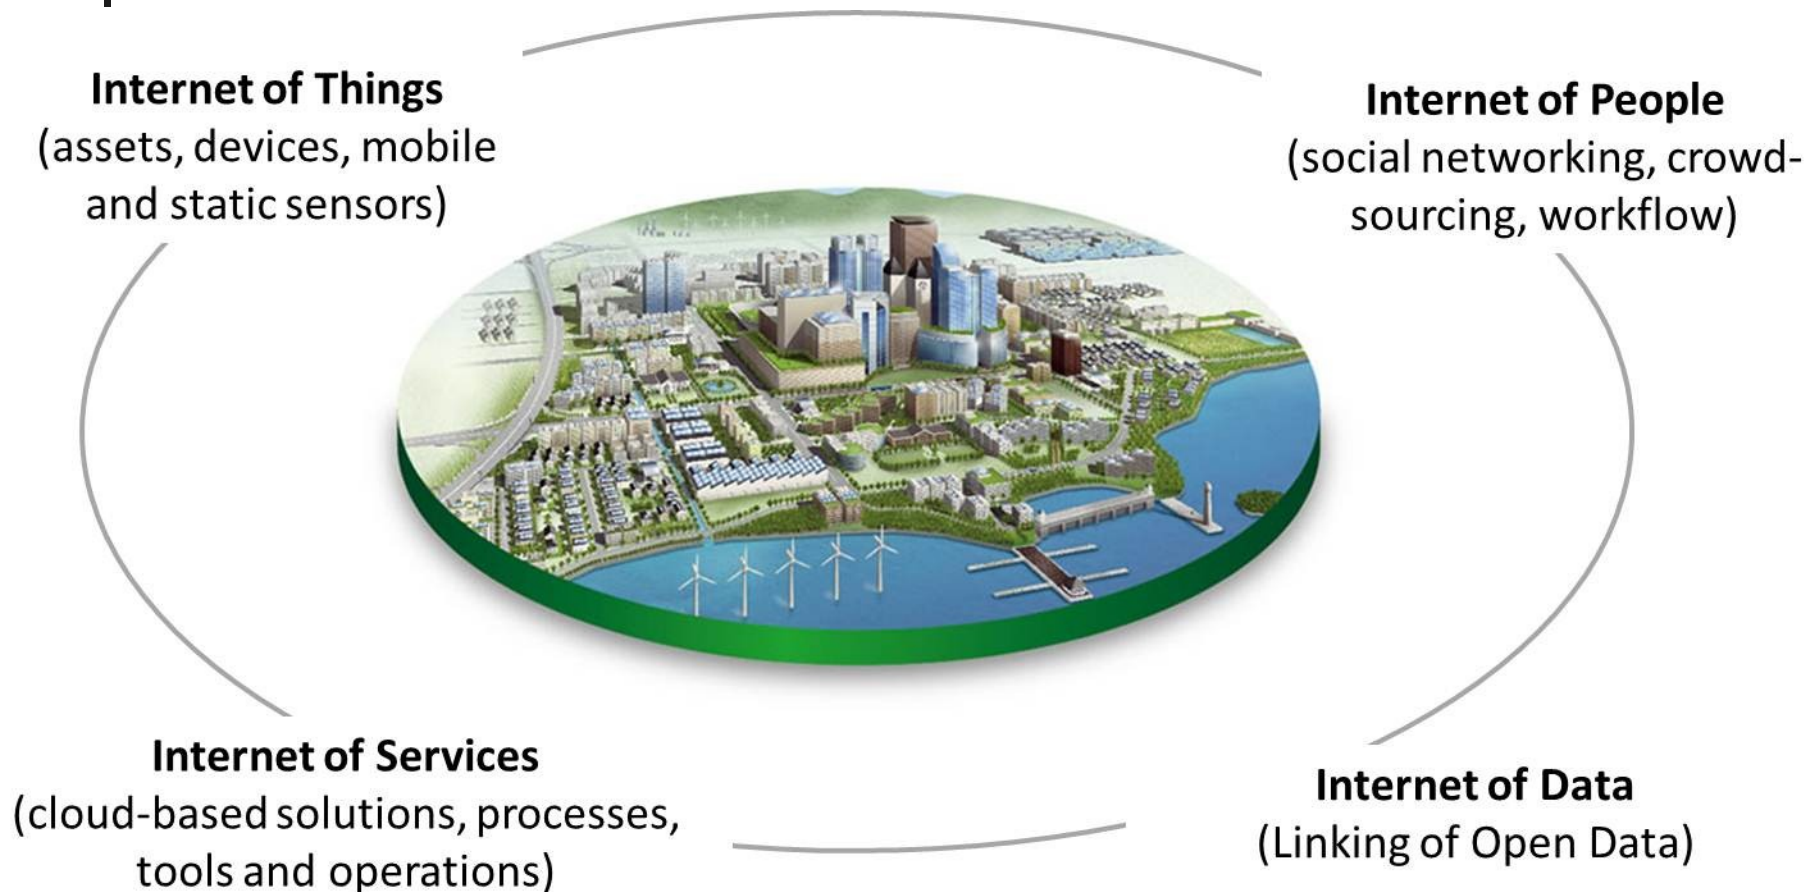 Internet of Things
(assets, devices, mobile
and static sensors)
Internet of People
(social networking, crowd-
sourcing, workflow)
Internet of Services
(cloud-based solutions, processes,
tools and operations)
Internet of Data
(Linking of Open Data)